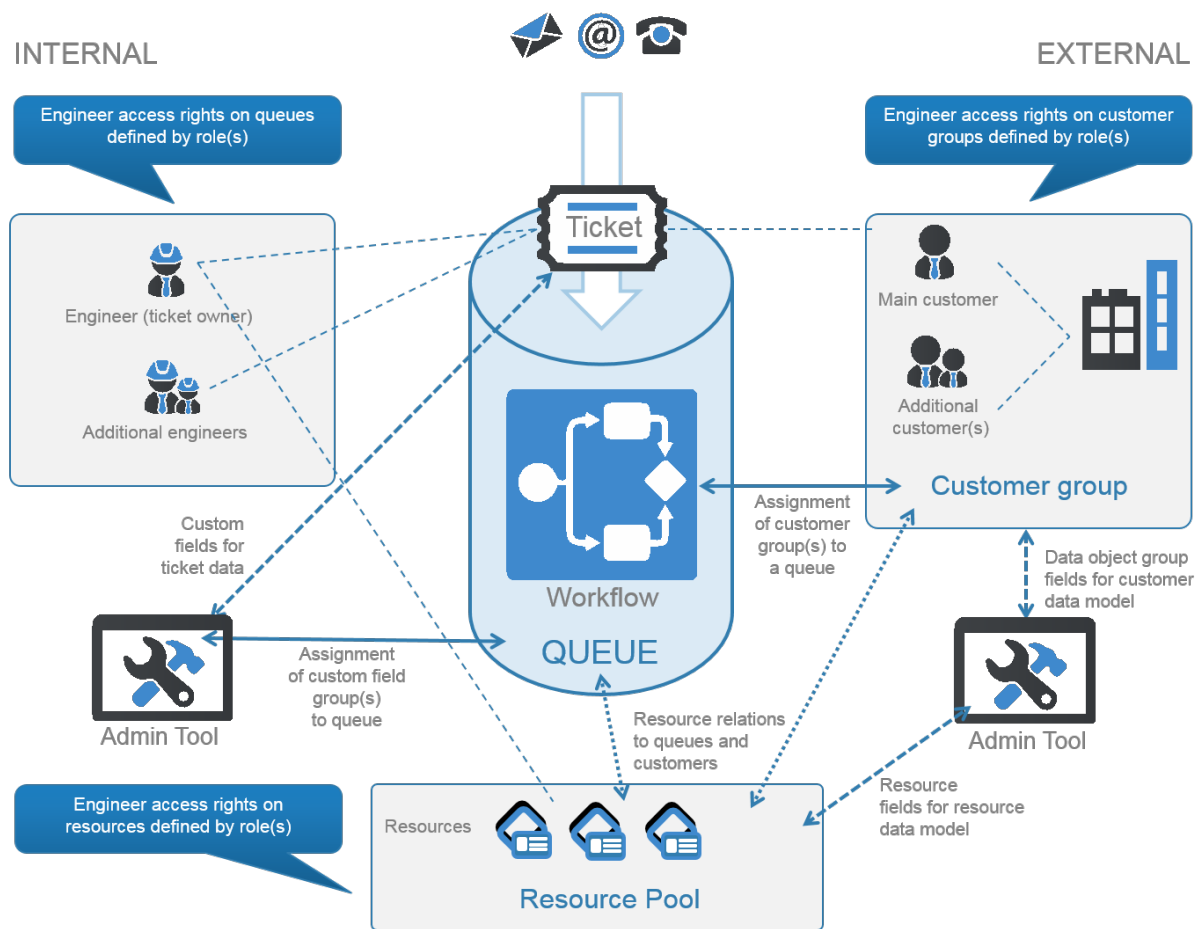 INTERNAL
EXTERNAL
Engineer access rights on queues
defined by role(s)
Engineer access rights on customer
groups defined by role(s)
Ticket
Engineer (ticket owner)
Additional engineers
Main customer
Additional
customer(s)
Customer group
Custom
fields for
ticket data
Workflow
QUEUE
Assignment
of customer
group(s) to
a queue
Data object group
fields for customer
data model
Admin Tool
Assignment
of custom field
group(s)
to queue
Resource relations
to queues and
customers
Admin Tool
Resource
fields for resource
data model
Engineer access rights on
resources defined by role(s)
Resources
Resource Pool